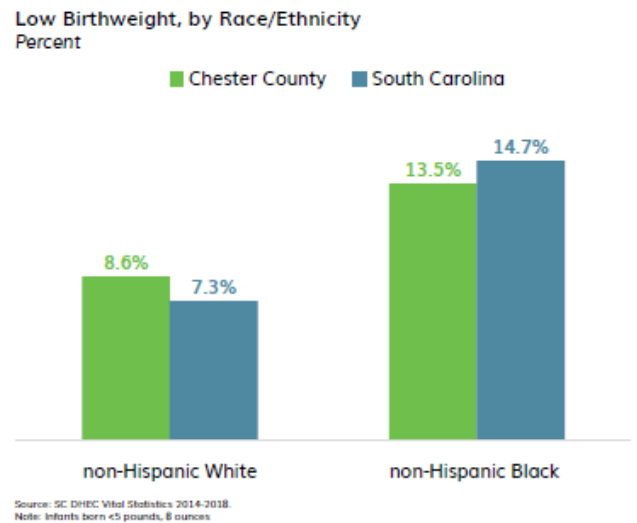 Low Birthweight, by Race/Ethnicity
Percent
Chester County South Carolina
14.7%
13.5%
8.6%
7.3%
non-Hispanic White non-Hispanic Black
Source: SC DHEC Vital Statistics 2014-2018.
Note: Infants born <5 pounds, 8 ounces